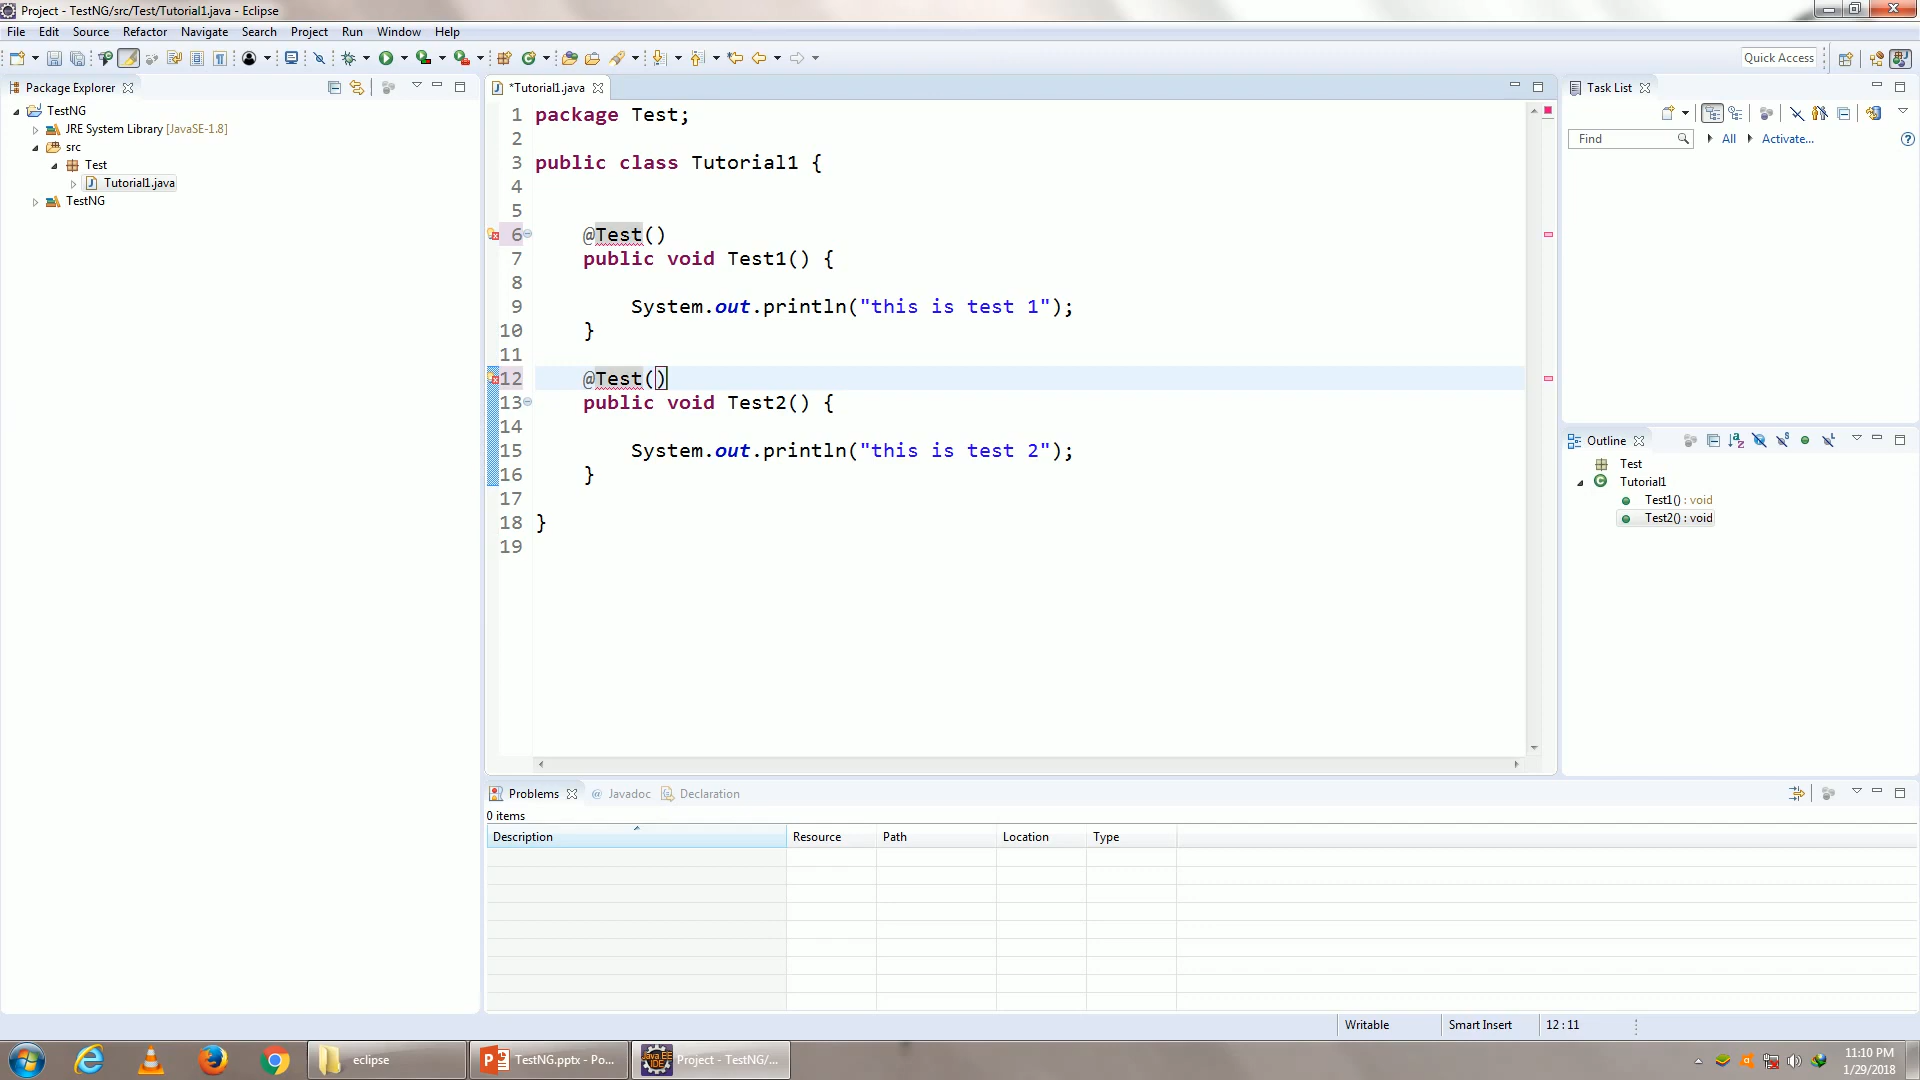 Project - TestNG/src/Test/Tutorial1.java - Eclipse
File Edit Source Refactor Navigate Search Project Run Window Help
Quick Access
Package Explorer
TestNG
JRE System Library [JavaSE-1.8]
src
Test
Tutorial1.java
TestNG
*Tutorial1.java
1 package Test;
2
3 public class Tutorial1 {
4
5
6 @Test()
7 public void Test1() {
8
9 System.out.println("this is test 1");
10 }
11
12 @Test()
13 public void Test2() {
14
15 System.out.println("this is test 2");
16 }
17
18 }
19
Task List
Find All Activate...
Outline
Test
Tutorial1
Test1() : void
Test2() : void
Problems @ Javadoc Declaration
0 items
Description Resource Path Location Type
Writable Smart Insert 12 : 11
eclipse
TestNG.pptx - Po...
Project - TestNG/...
11:10 PM
1/29/2018